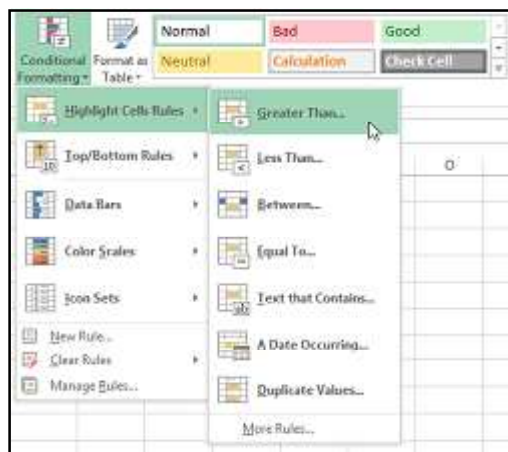 Normal Bad Good
Conditional Formatting Format as Table Neutral Calculation Check Cell
Highlight Cells Rules
Top/Bottom Rules
Data Bars
Color Scales
Icon Sets
New Rule...
Clear Rules
Manage Rules...
Greater Than...
Less Than...
Between...
Equal To...
Text that Contains...
A Date Occurring...
Duplicate Values...
More Rules...
O